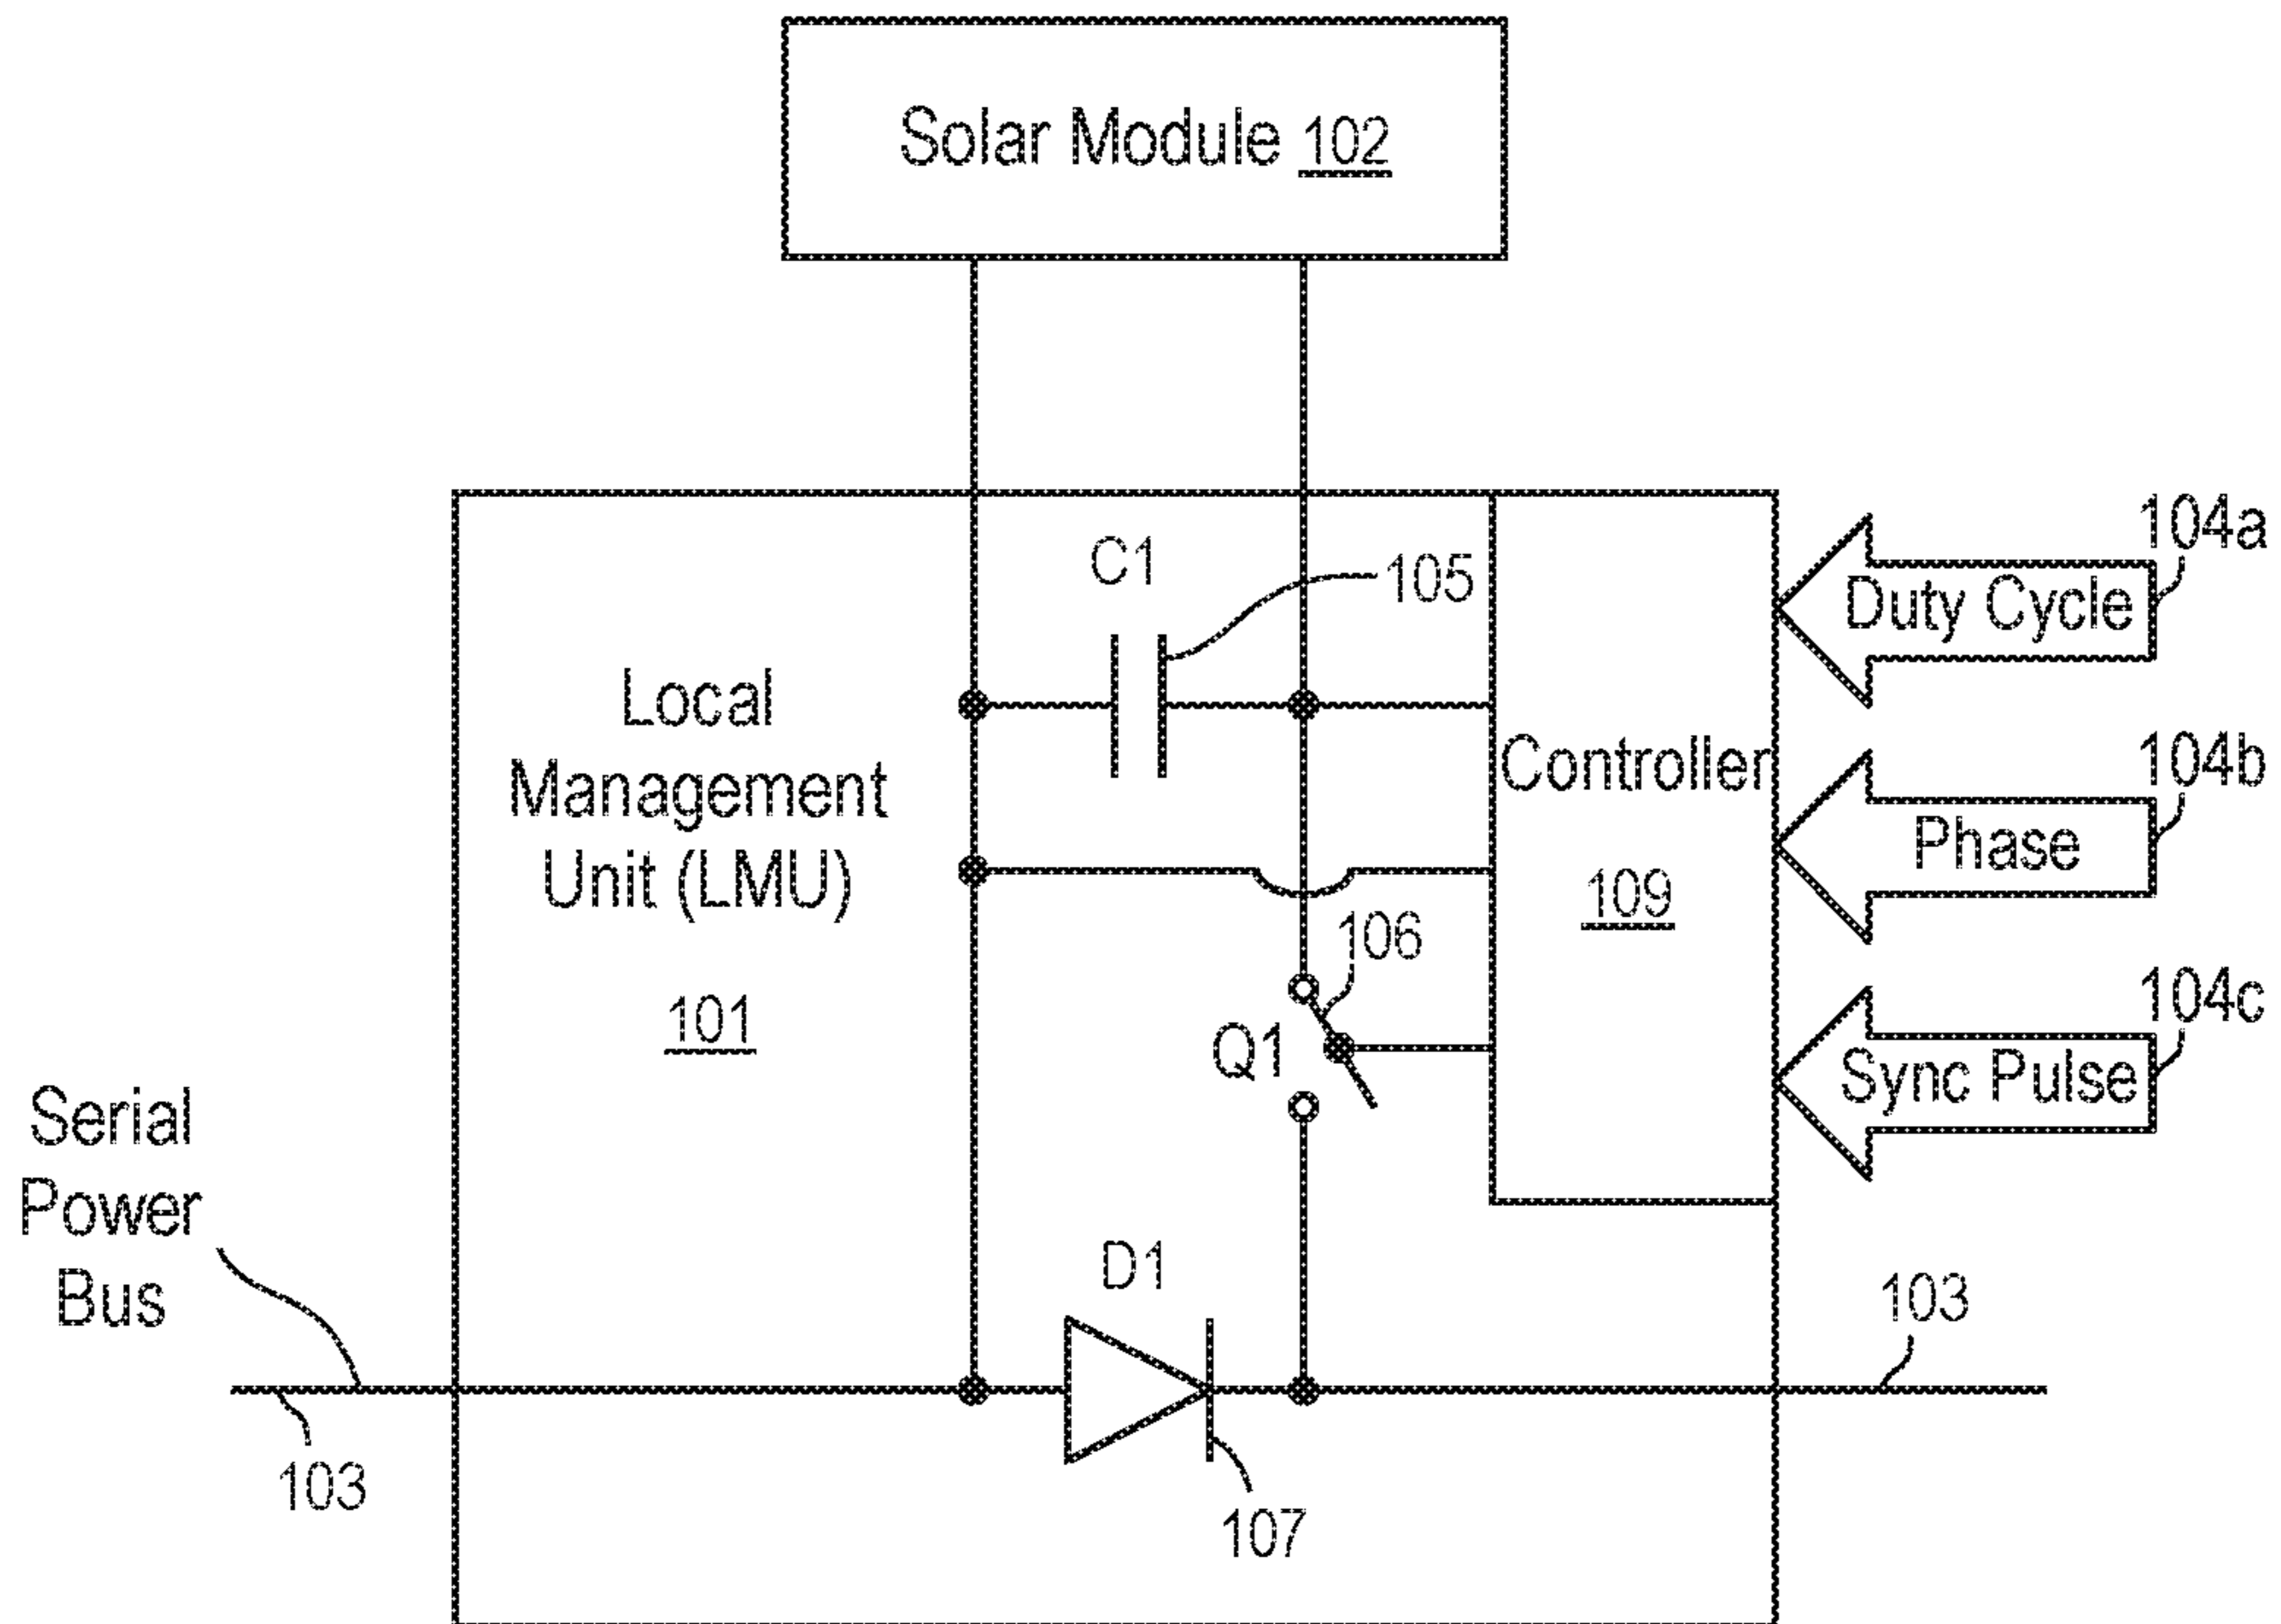 Solar Module 102
C1
105
104a
Duty Cycle
Local
Management
Unit (LMU)
101
Controller
109
104b
Phase
106
Q1
104c
Sync Pulse
Serial
Power
Bus
D1
103
103
107